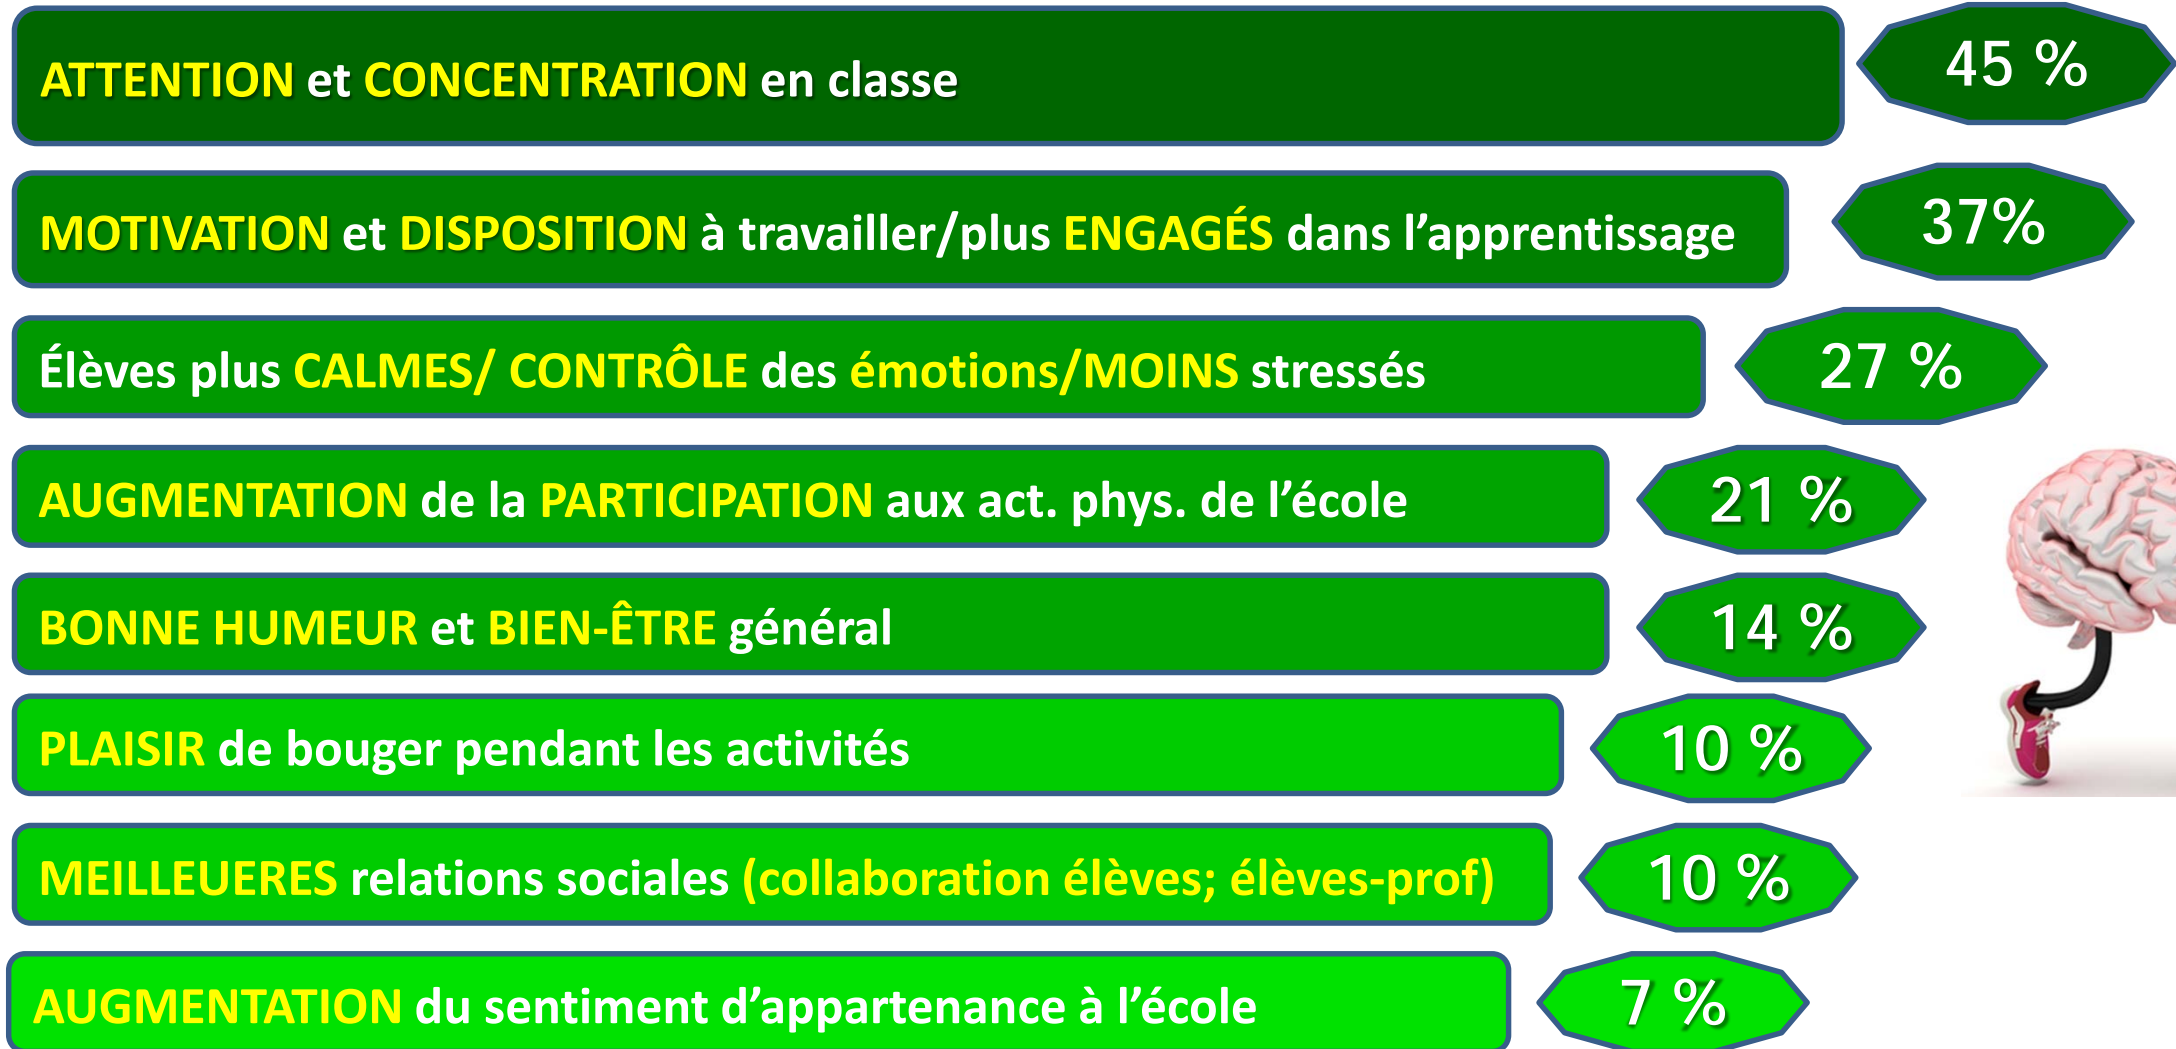 ATTENTION et CONCENTRATION en classe
45 %
MOTIVATION et DISPOSITION à travailler/plus ENGAGÉS dans l’apprentissage
37%
Élèves plus CALMES/ CONTRÔLE des émotions/MOINS stressés
27 %
AUGMENTATION de la PARTICIPATION aux act. phys. de l’école
21 %
BONNE HUMEUR et BIEN-ÊTRE général
14 %
PLAISIR de bouger pendant les activités
10 %
MEILLEUERES relations sociales (collaboration élèves; élèves-prof)
10 %
AUGMENTATION du sentiment d’appartenance à l’école
7 %